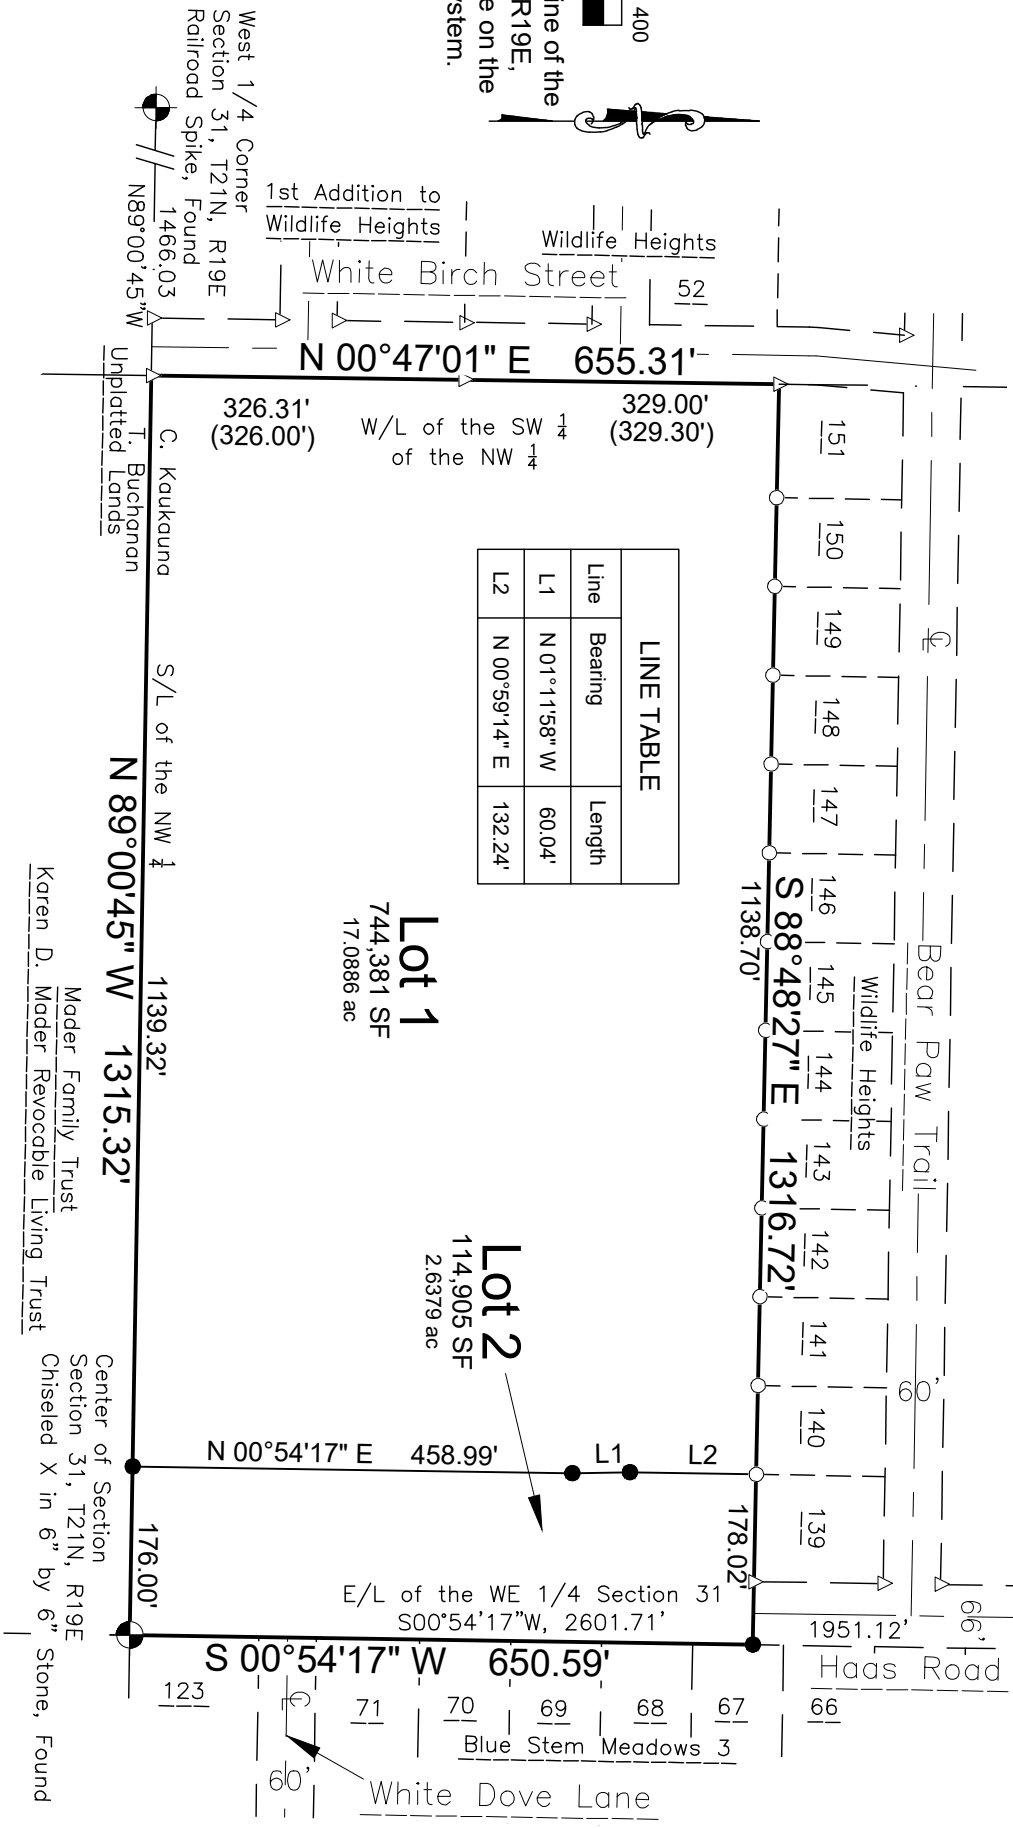 400
ine of the
R19E,
e on the
ystem.
West 1/4 Corner
Section 31, T21N, R19E
Railroad Spike, Found
1466.03
N89°00'45"W
1st Addition to
Wildlife Heights
Wildlife Heights
White Birch Street
52
N 00°47'01" E 655.31'
326.31'
(326.00')
329.00'
(329.30')
W/L of the SW 1/4
of the NW 1/4
Unplatted Lands
T. Buchanan
C. Kaukauna
S/L of the NW 1/4
N 89°00'45" W 1315.32'
1139.32'
176.00'
Mader Family Trust
Karen D. Mader Revocable Living Trust
LINE TABLE
Line Bearing Length
L1 N 01°11'58" W 60.04'
L2 N 00°59'14" E 132.24'
Lot 1
744,381 SF
17.0886 ac
Lot 2
114,905 SF
2.6379 ac
151
150
149
148
147
146
145
144
143
142
141
140
139
S 88°48'27" E 1316.72'
1138.70'
178.02'
Wildlife Heights
Bear Paw Trail
CL
60'
N 00°54'17" E 458.99'
L1
L2
Center of Section
Section 31, T21N, R19E
Chiseled X in 6" by 6" Stone, Found
E/L of the WE 1/4 Section 31
S00°54'17"W, 2601.71'
S 00°54'17" W 650.59'
1951.12'
66'
Haas Road
123
CL
71
70
69
68
67
66
Blue Stem Meadows 3
60'
White Dove Lane